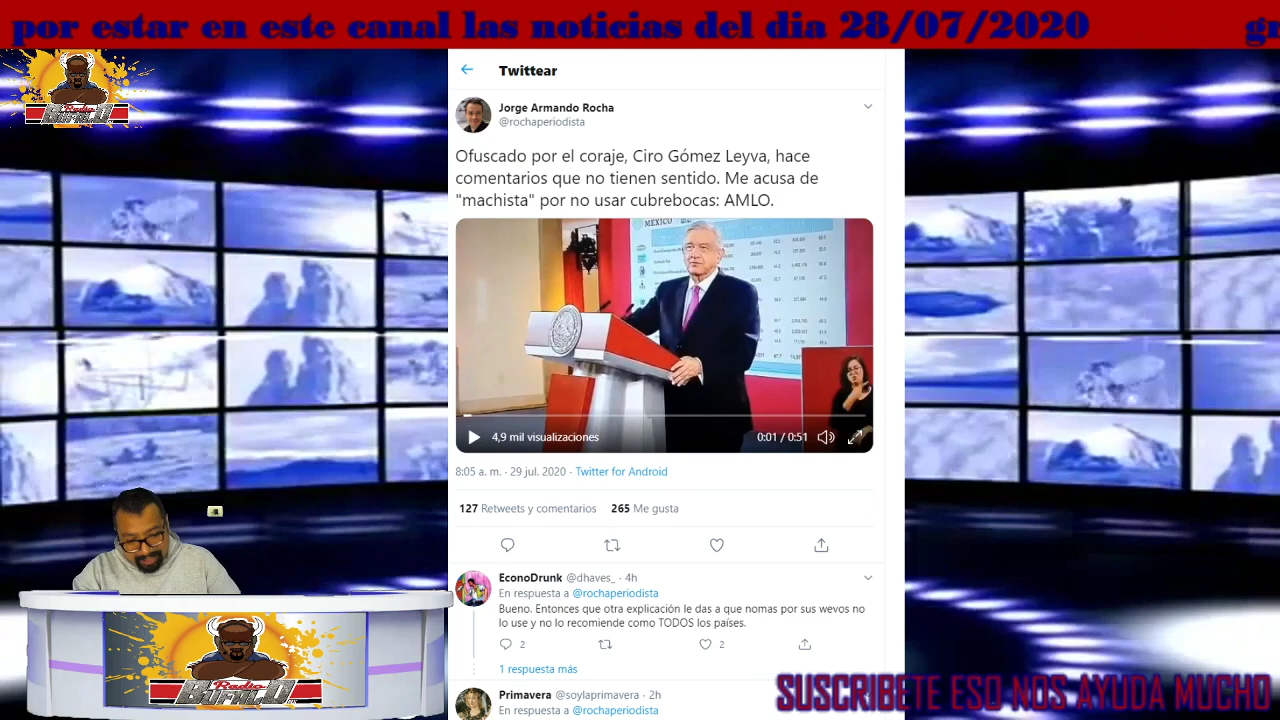 por estar en este canal las noticias del dia 28/07/2020
Twittear
Jorge Armando Rocha
@rochaperiodista
Ofuscado por el coraje, Ciro Gómez Leyva, hace
comentarios que no tienen sentido. Me acusa de
"machista" por no usar cubrebocas: AMLO.
MÉXICO
4,9 mil visualizaciones
0:01 / 0:51
8:05 a. m. · 29 jul. 2020 · Twitter for Android
127 Retweets y comentarios 265 Me gusta
EconoDrunk @dhaves_ · 4h
En respuesta a @rochaperiodista
Bueno. Entonces que otra explicación le das a que nomas por sus wevos no
lo use y no lo recomiende como TODOS los países.
2 2
1 respuesta más
Primavera @soylaprimavera · 2h
En respuesta a @rochaperiodista
Radio
Radio
SUSCRIBETE ESO NOS AYUDA MUCHO